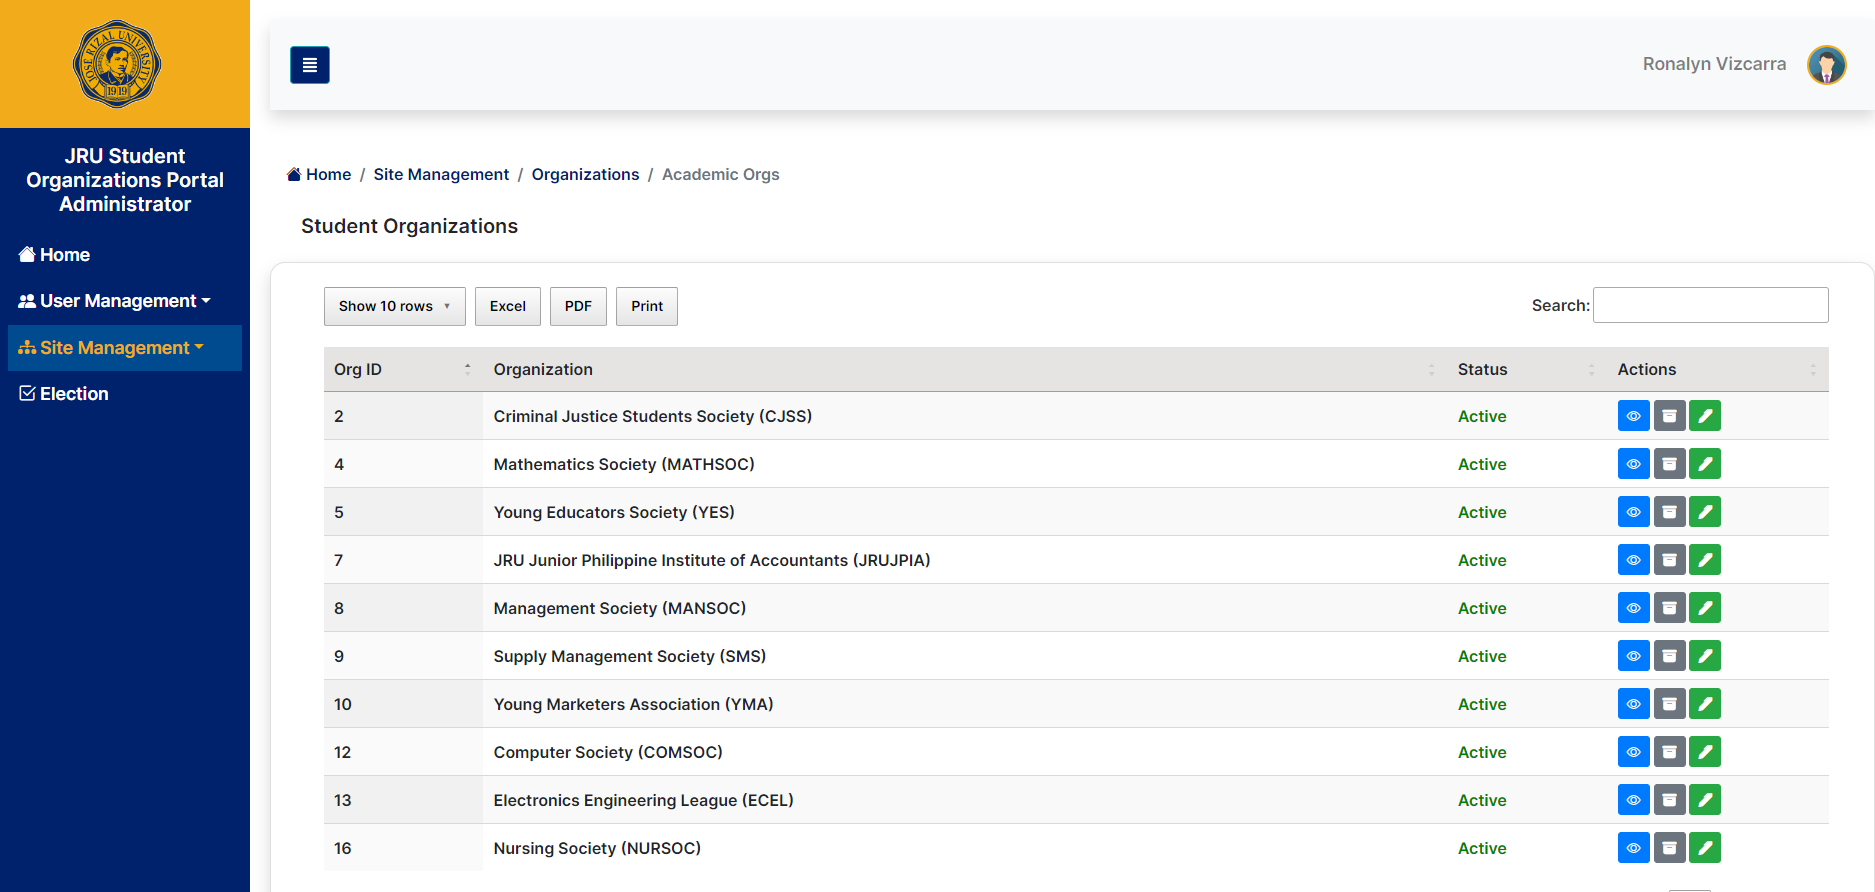 JOSE RIZAL UNIVERSITY
1919
JRU Student
Organizations Portal
Administrator
Home
User Management
Site Management
Election
Ronalyn Vizcarra
Home / Site Management / Organizations / Academic Orgs
Student Organizations
Show 10 rows Excel PDF Print Search:
Org ID Organization Status Actions
2 Criminal Justice Students Society (CJSS) Active
4 Mathematics Society (MATHSOC) Active
5 Young Educators Society (YES) Active
7 JRU Junior Philippine Institute of Accountants (JRUJPIA) Active
8 Management Society (MANSOC) Active
9 Supply Management Society (SMS) Active
10 Young Marketers Association (YMA) Active
12 Computer Society (COMSOC) Active
13 Electronics Engineering League (ECEL) Active
16 Nursing Society (NURSOC) Active